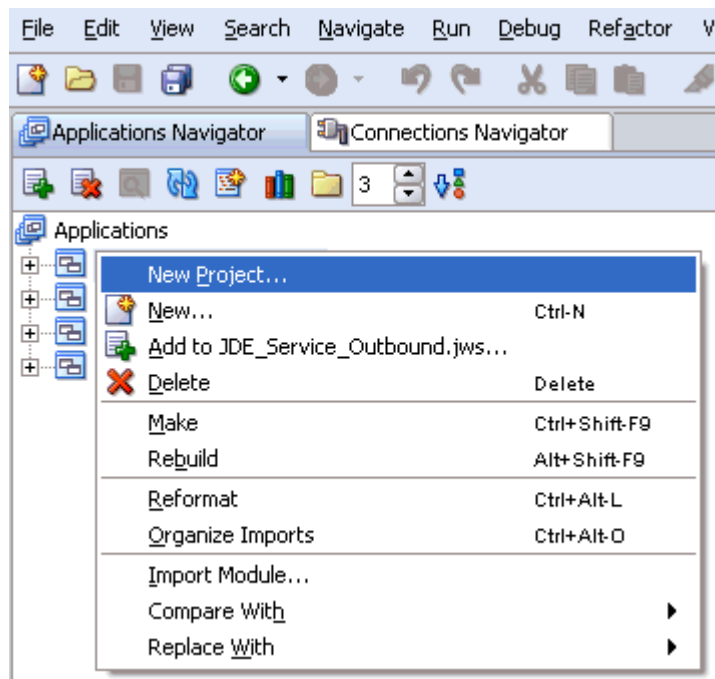 File Edit View Search Navigate Run Debug Refactor
Applications Navigator Connections Navigator
3
Applications
New Project...
New... Ctrl-N
Add to JDE_Service_Outbound.jws...
Delete Delete
Make Ctrl+Shift-F9
Rebuild Alt+Shift-F9
Reformat Ctrl+Alt-L
Organize Imports Ctrl+Alt-O
Import Module...
Compare With
Replace With